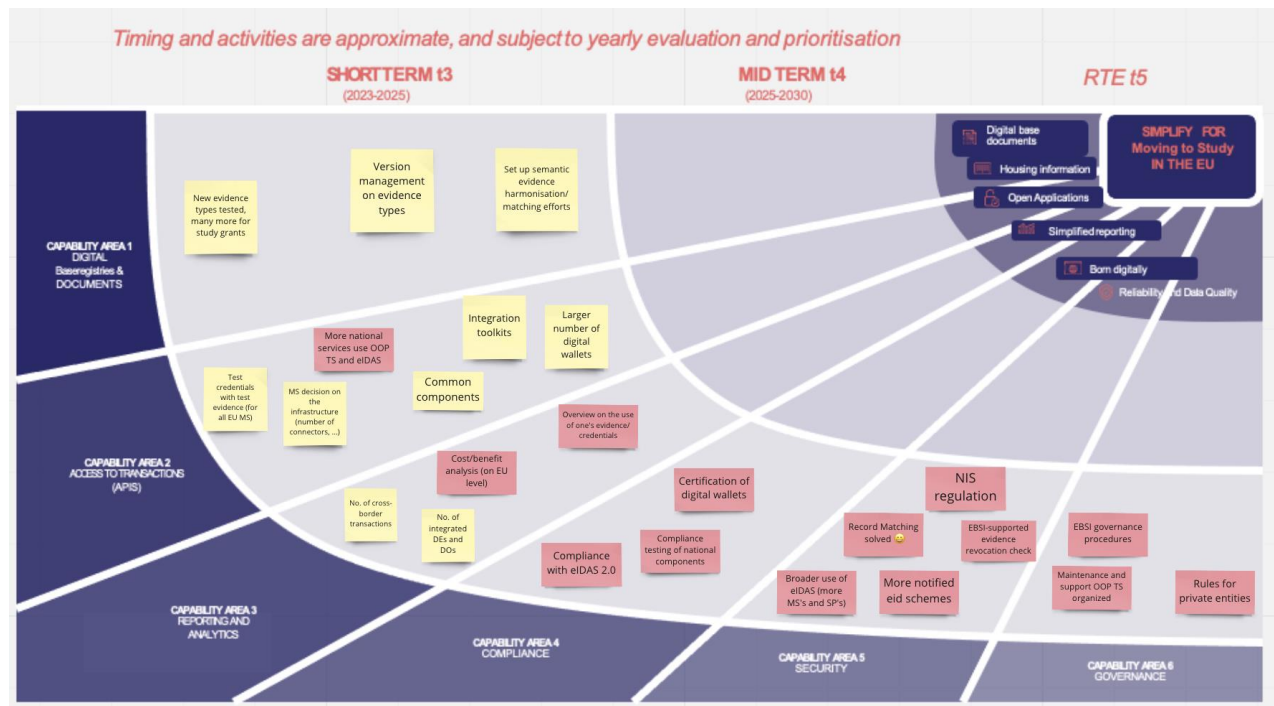 Timing and activities are approximate, and subject to yearly evaluation and prioritisation
SHORT TERM t3
(2023-2025)
MID TERM t4
(2025-2030)
RTE t5
SIMPLIFY FOR
Moving to Study
IN THE EU
Digital base
documents
Housing information
Open Applications
Simplified reporting
Born digitally
Reliability and Data Quality
CAPABILITY AREA 1
DIGITAL
Baseregistries &
DOCUMENTS
New evidence
types tested,
many more for
study grants
Version
management
on evidence
types
Set up semantic
evidence
harmonisation/
matching efforts
CAPABILITY AREA 2
ACCESS TO TRANSACTIONS
(APIS)
Test
credentials
with test
evidence (for
all EU MS)
MS decision on
the
infrastructure
(number of
connectors, ...)
More national
services use OOP
TS and eIDAS
Common
components
Integration
toolkits
Larger
number of
digital
wallets
CAPABILITY AREA 3
REPORTING AND
ANALYTICS
No. of cross-
border
transactions
Cost/benefit
analysis (on EU
level)
No. of
integrated
DEs and
DOs
Overview on the use
of one's evidence/
credentials
CAPABILITY AREA 4
COMPLIANCE
Compliance
with eIDAS 2.0
Compliance
testing of national
components
Certification of
digital wallets
CAPABILITY AREA 5
SECURITY
Broader use of
eIDAS (more
MS's and SP's)
Record Matching
solved 😄
More notified
eid schemes
NIS
regulation
EBSI-supported
evidence
revocation check
CAPABILITY AREA 6
GOVERNANCE
EBSI governance
procedures
Maintenance and
support OOP TS
organized
Rules for
private entities